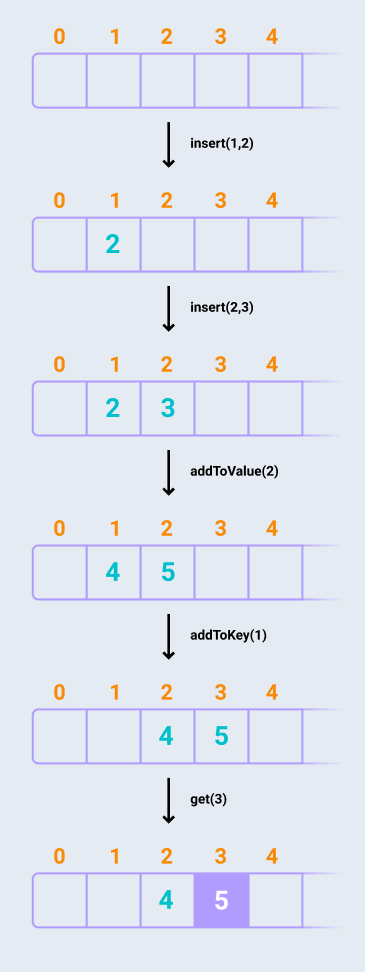 0 1 2 3 4
insert(1,2)
0 1 2 3 4
2
insert(2,3)
0 1 2 3 4
2 3
addToValue(2)
0 1 2 3 4
4 5
addToKey(1)
0 1 2 3 4
4 5
get(3)
0 1 2 3 4
4 5